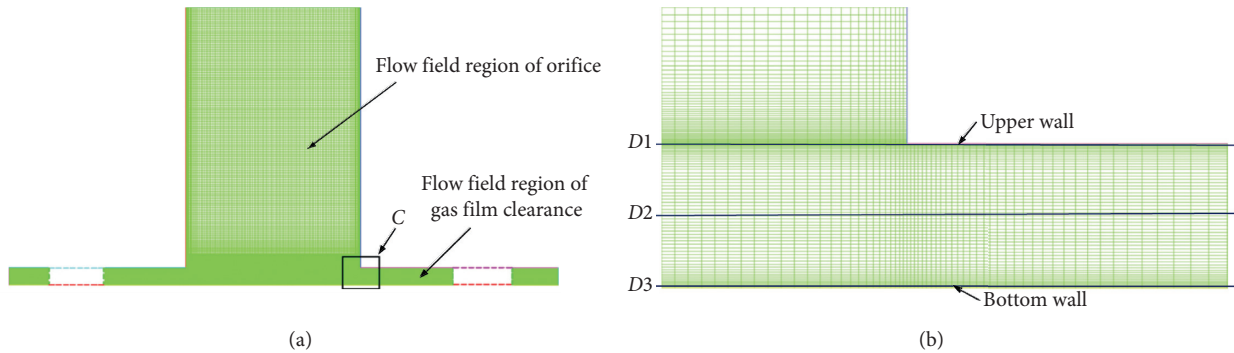 Flow field region of orifice
Flow field region of
gas film clearance
C
(a)
D1
Upper wall
D2
D3
Bottom wall
(b)